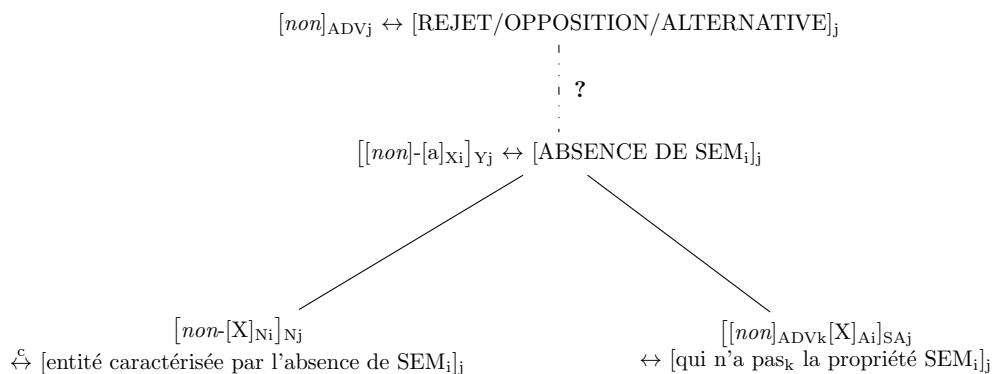 [non]ADVj ↔ [REJET/OPPOSITION/ALTERNATIVE]j
?
[[non]-[a]Xi]Yj ↔ [ABSENCE DE SEMi]j
[non-[X]Ni]Nj [[non]ADVk[X]Ai]SAj
c↔ [entité caractérisée par l'absence de SEMi]j ↔ [qui n'a pask la propriété SEMi]j